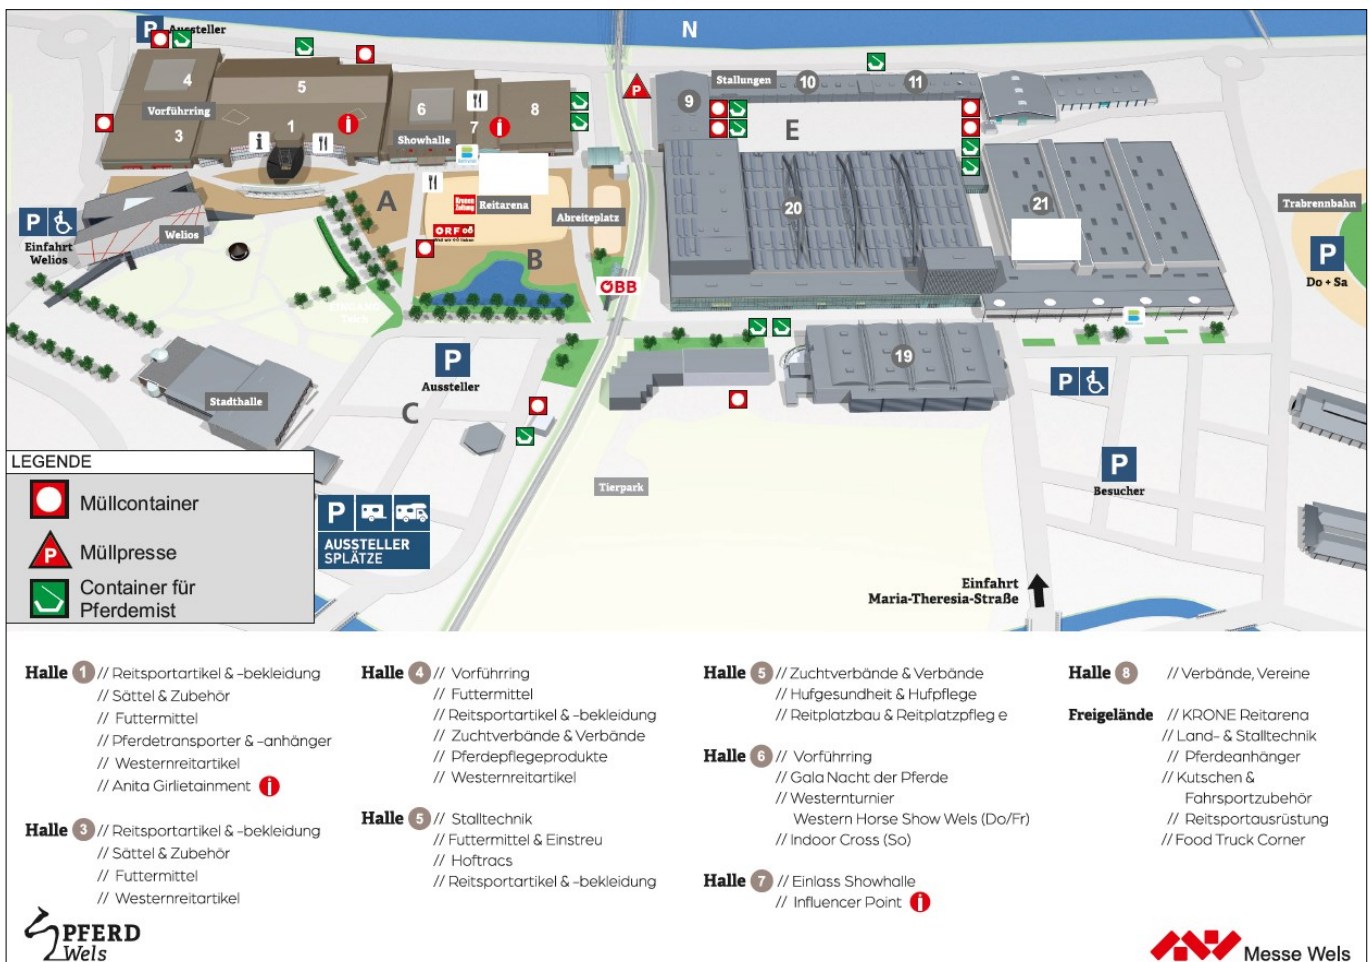 N
P Aussteller
4
5
Vorführring
3
1
i
i
6
7
8
Showhalle
i
P
Stallungen
9
10
11
E
A
Kronen
Zeitung
Reitarena
ORF OÖ
Abreiteplatz
B
ÖBB
20
21
Trabrennbahn
P
Do + Sa
P
Einfahrt
Welios
Welios
P
Aussteller
C
Stadthalle
19
P
P
Besucher
Tierpark
Einfahrt
Maria-Theresia-Straße
P
AUSSTELLER
SPLÄTZE
LEGENDE
Müllcontainer
P Müllpresse
Container für
Pferdemist
Halle 1 // Reitsportartikel & -bekleidung
// Sättel & Zubehör
// Futtermittel
// Pferdetransporter & -anhänger
// Westernreitartikel
// Anita Girlietainment i
Halle 3 // Reitsportartikel & -bekleidung
// Sättel & Zubehör
// Futtermittel
// Westernreitartikel
Halle 4 // Vorführring
// Futtermittel
// Reitsportartikel & -bekleidung
// Zuchtverbände & Verbände
// Pferdepflegeprodukte
// Westernreitartikel
Halle 5 // Stalltechnik
// Futtermittel & Einstreu
// Hoftracs
// Reitsportartikel & -bekleidung
Halle 5 // Zuchtverbände & Verbände
// Hufgesundheit & Hufpflege
// Reitplatzbau & Reitplatzpfleg e
Halle 6 // Vorführring
// Gala Nacht der Pferde
// Westernturnier
Western Horse Show Wels (Do/Fr)
// Indoor Cross (So)
Halle 7 // Einlass Showhalle
// Influencer Point i
Halle 8 // Verbände, Vereine
Freigelände // KRONE Reitarena
// Land- & Stalltechnik
// Pferdeanhänger
// Kutschen &
Fahrsportzubehör
// Reitsportausrüstung
// Food Truck Corner
PFERD
Wels
Messe Wels